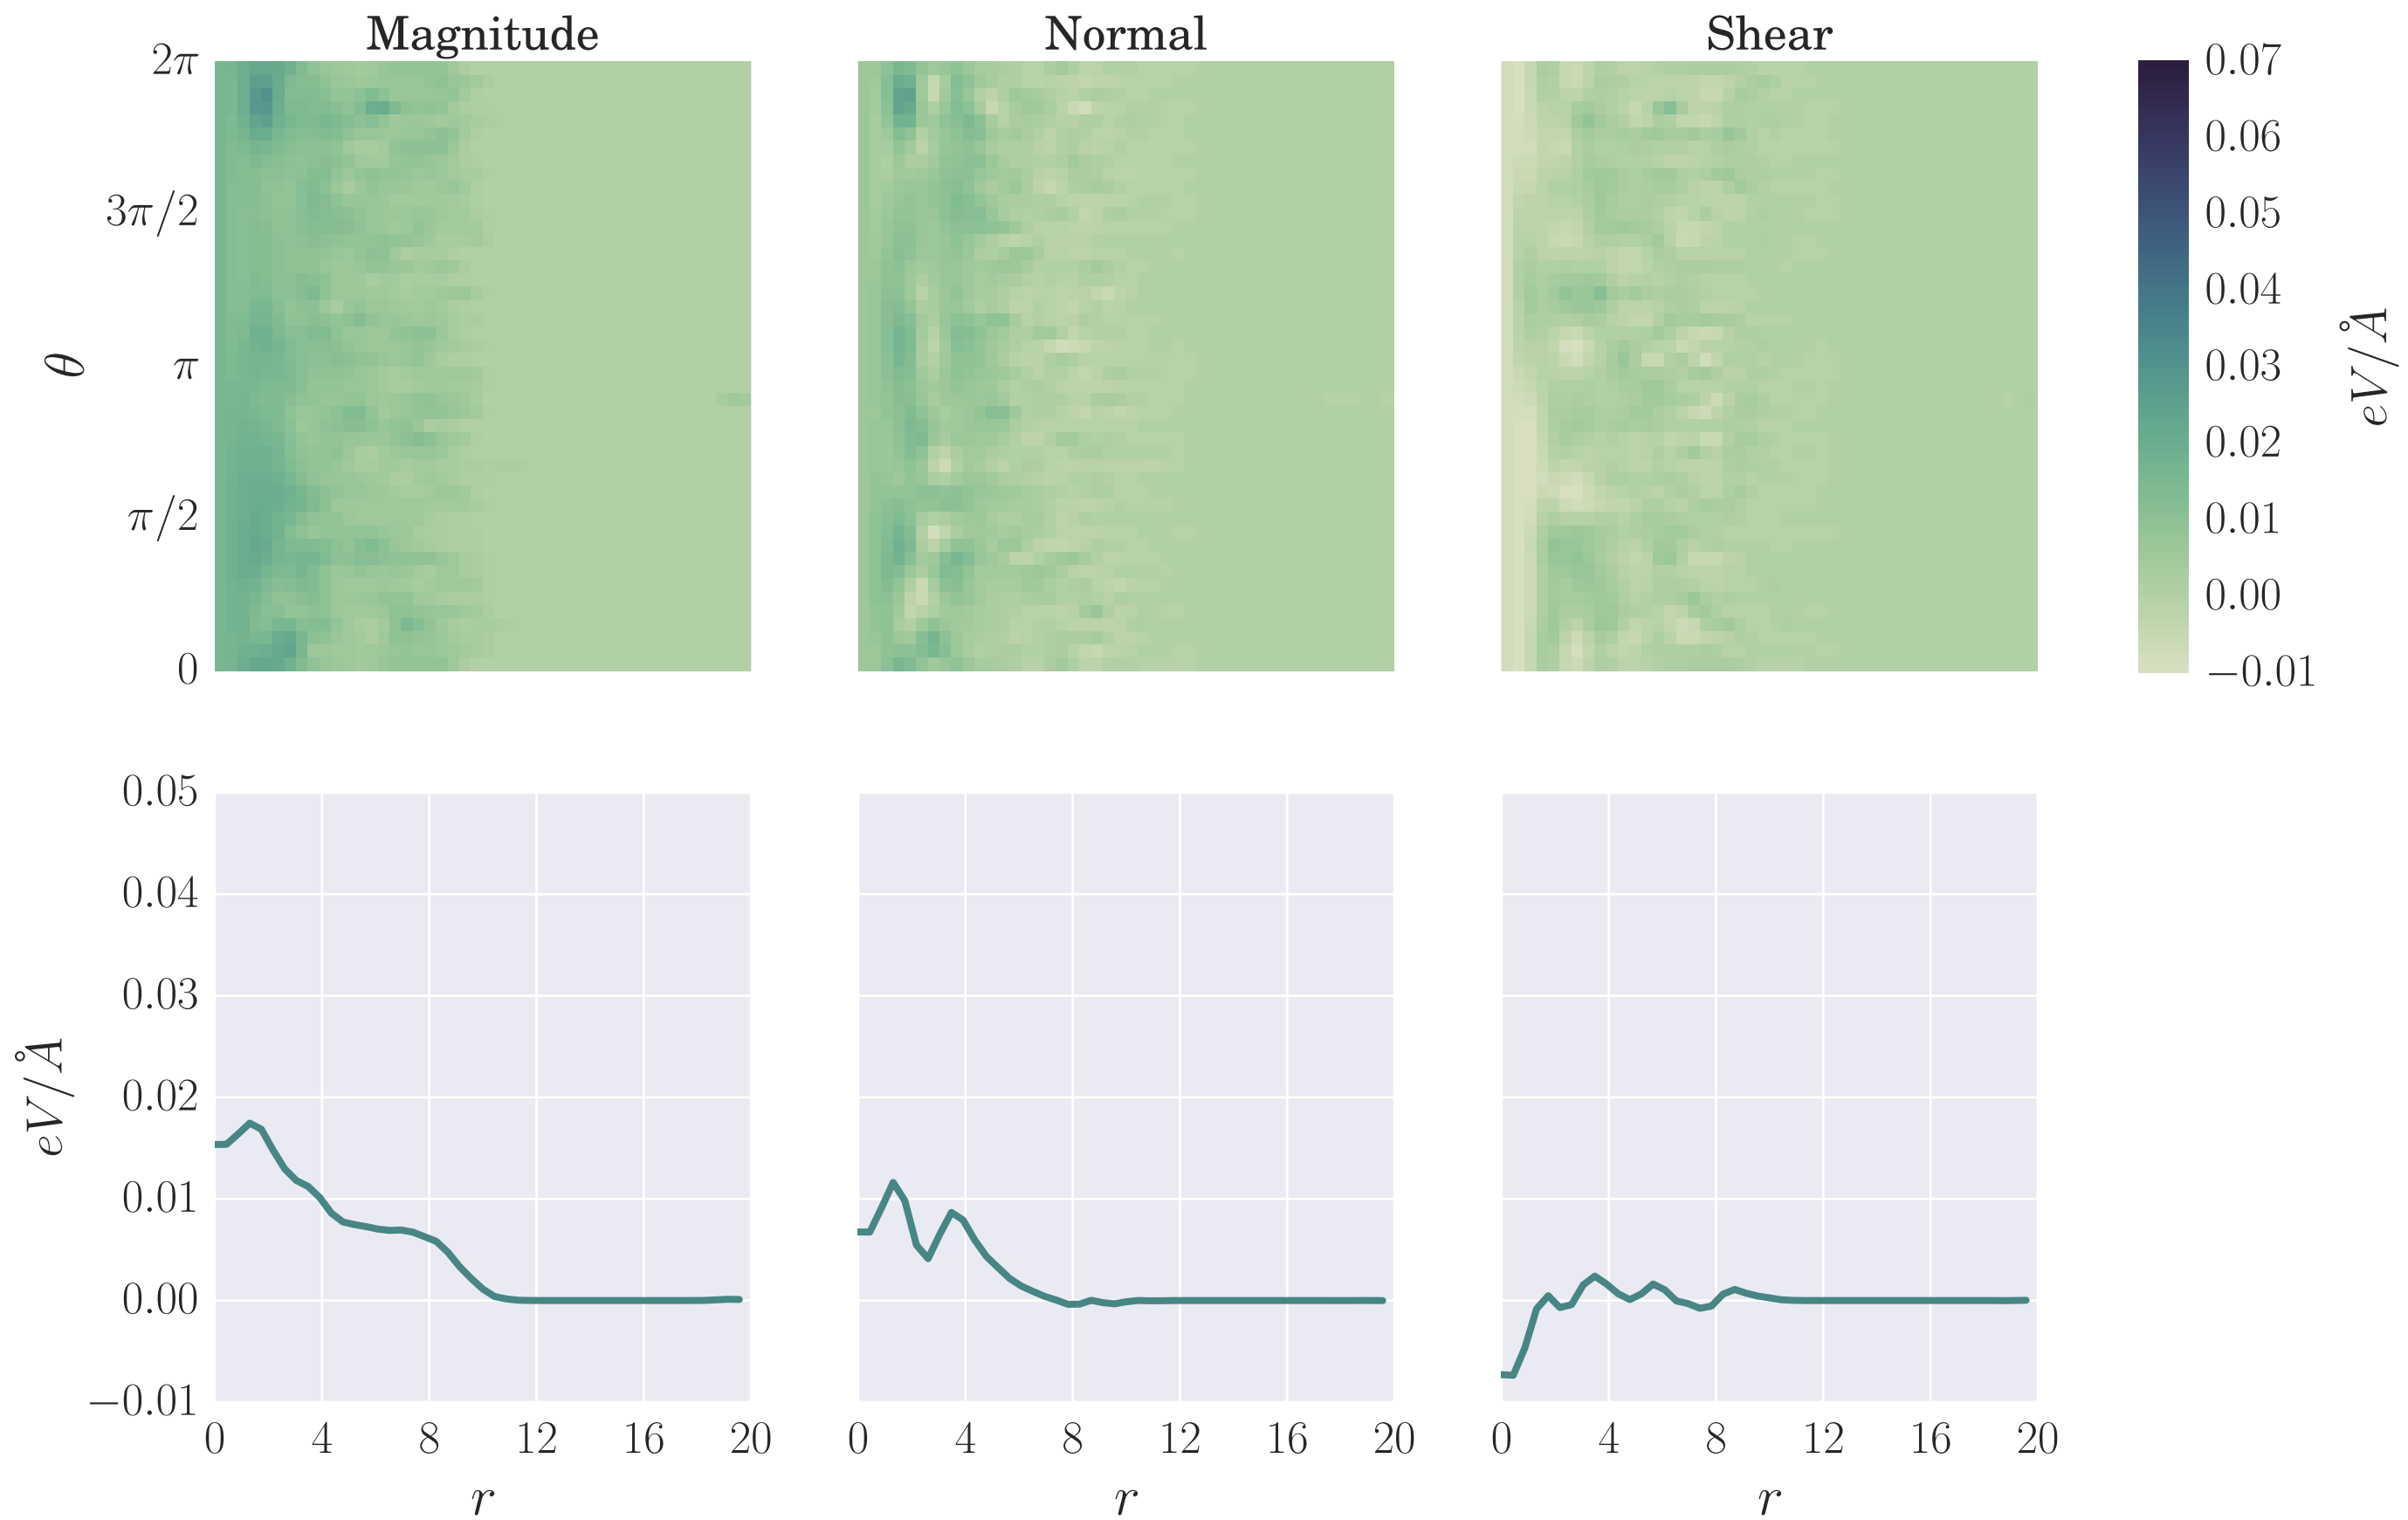 Magnitude Normal Shear
2π
3π/2
π
π/2
0
θ
0.07
0.06
0.05
0.04
0.03
0.02
0.01
0.00
−0.01
eV/Å
0.05
0.04
0.03
0.02
0.01
0.00
−0.01
eV/Å
0 4 8 12 16 20 0 4 8 12 16 20 0 4 8 12 16 20
r r r